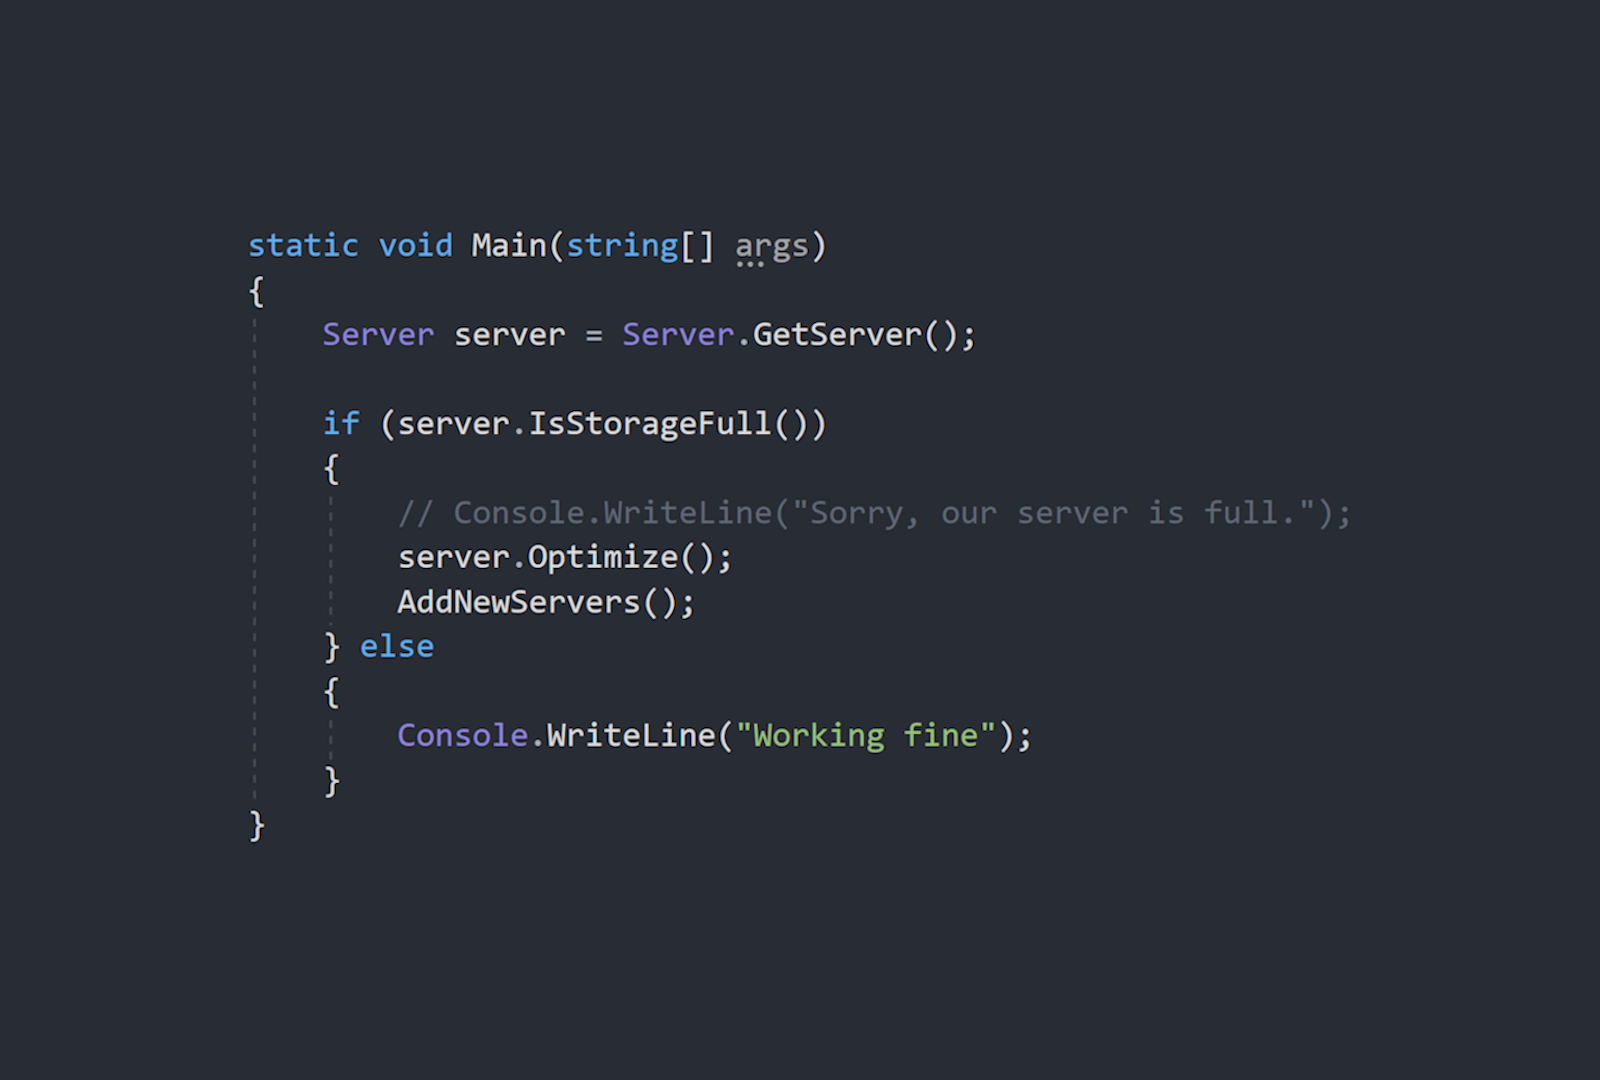 static void Main(string[] args)
{
    Server server = Server.GetServer();

    if (server.IsStorageFull())
    {
        // Console.WriteLine("Sorry, our server is full.");
        server.Optimize();
        AddNewServers();
    } else
    {
        Console.WriteLine("Working fine");
    }
}